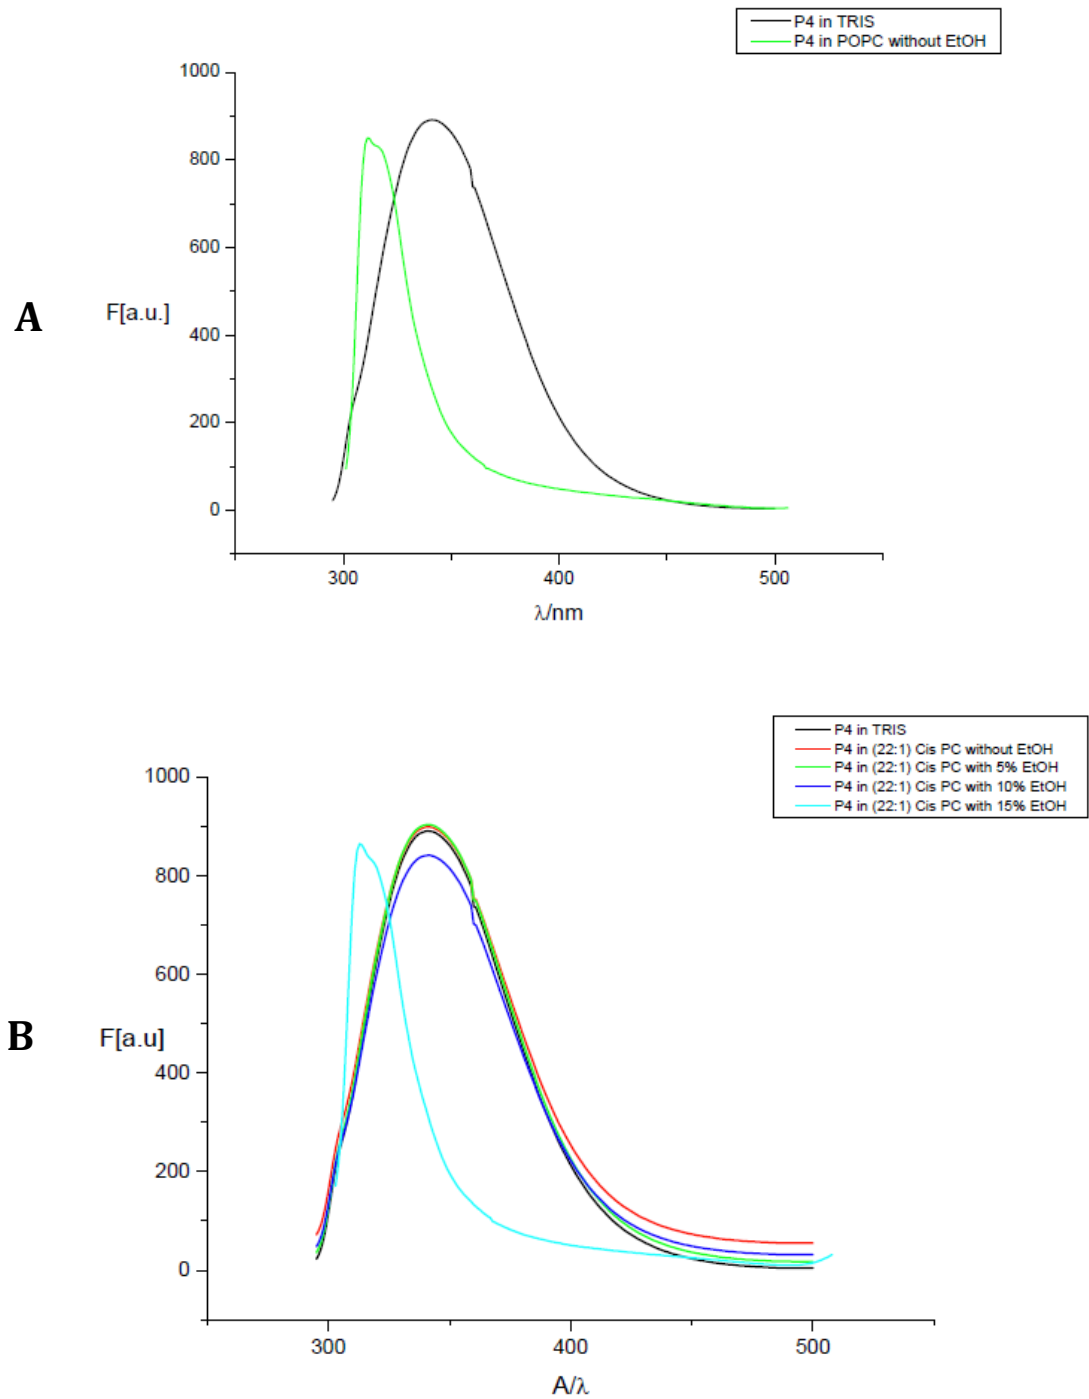 P4 in TRIS
P4 in POPC without EtOH
1000
800
600
400
200
0
A
F[a.u.]
300 400 500
λ/nm
P4 in TRIS
P4 in (22:1) Cis PC without EtOH
P4 in (22:1) Cis PC with 5% EtOH
P4 in (22:1) Cis PC with 10% EtOH
P4 in (22:1) Cis PC with 15% EtOH
1000
800
600
400
200
0
B
F[a.u]
300 400 500
A/λ